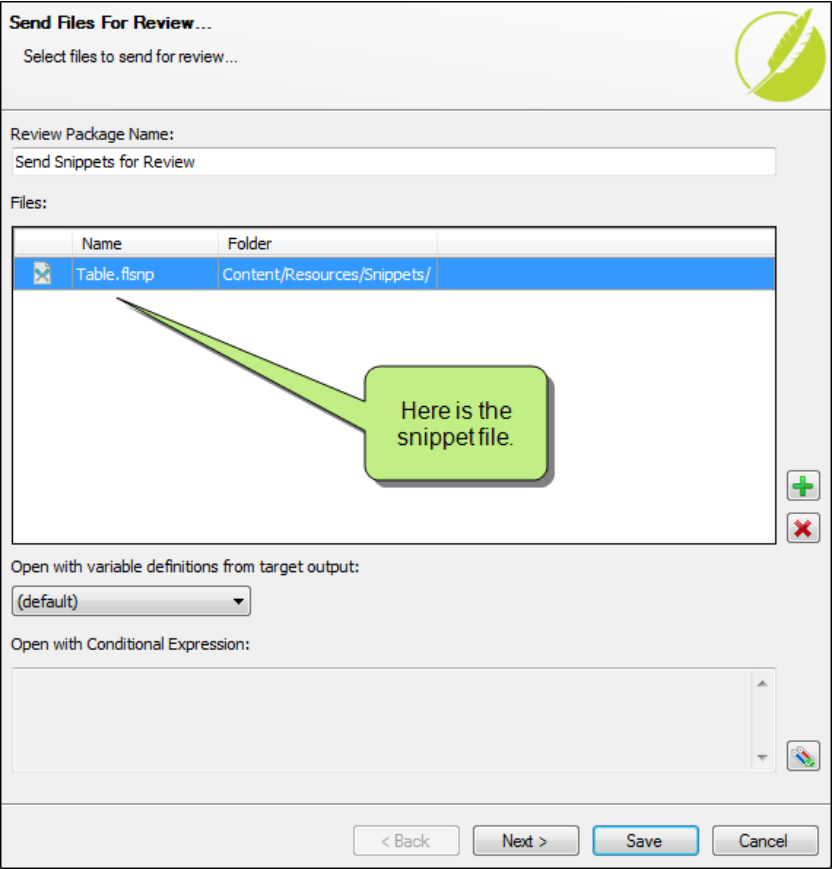 Send Files For Review...
Select files to send for review...
Review Package Name:
Send Snippets for Review
Files:
Name Folder
Table.flsnp Content/Resources/Snippets/
Here is the
snippet file.
Open with variable definitions from target output:
(default)
Open with Conditional Expression:
< Back Next > Save Cancel